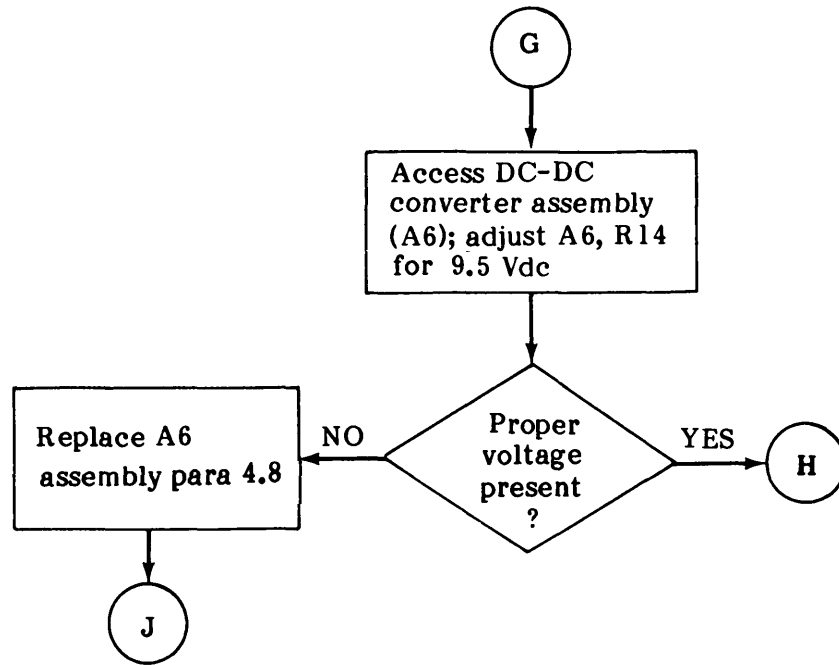 G
Access DC-DC
converter assembly
(A6); adjust A6, R14
for 9.5 Vdc
Proper
voltage
present
?
NO
YES
Replace A6
assembly para 4.8
H
J